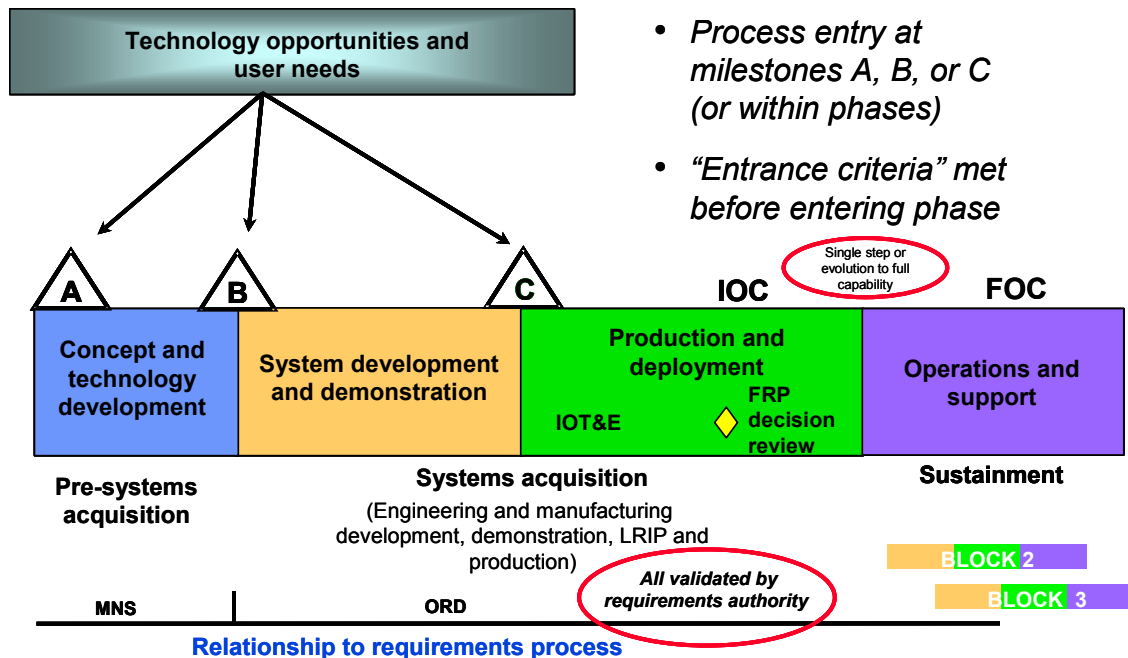 Technology opportunities and
user needs
• Process entry at
milestones A, B, or C
(or within phases)
• “Entrance criteria” met
before entering phase
Single step or
evolution to full
capability
A
B
C
IOC
FOC
Concept and
technology
development
System development
and demonstration
Production and
deployment
IOT&E
FRP
decision
review
Operations and
support
Pre-systems
acquisition
Systems acquisition
(Engineering and manufacturing
development, demonstration, LRIP and
production)
Sustainment
BLOCK 2
BLOCK 3
All validated by
requirements authority
MNS
ORD
Relationship to requirements process